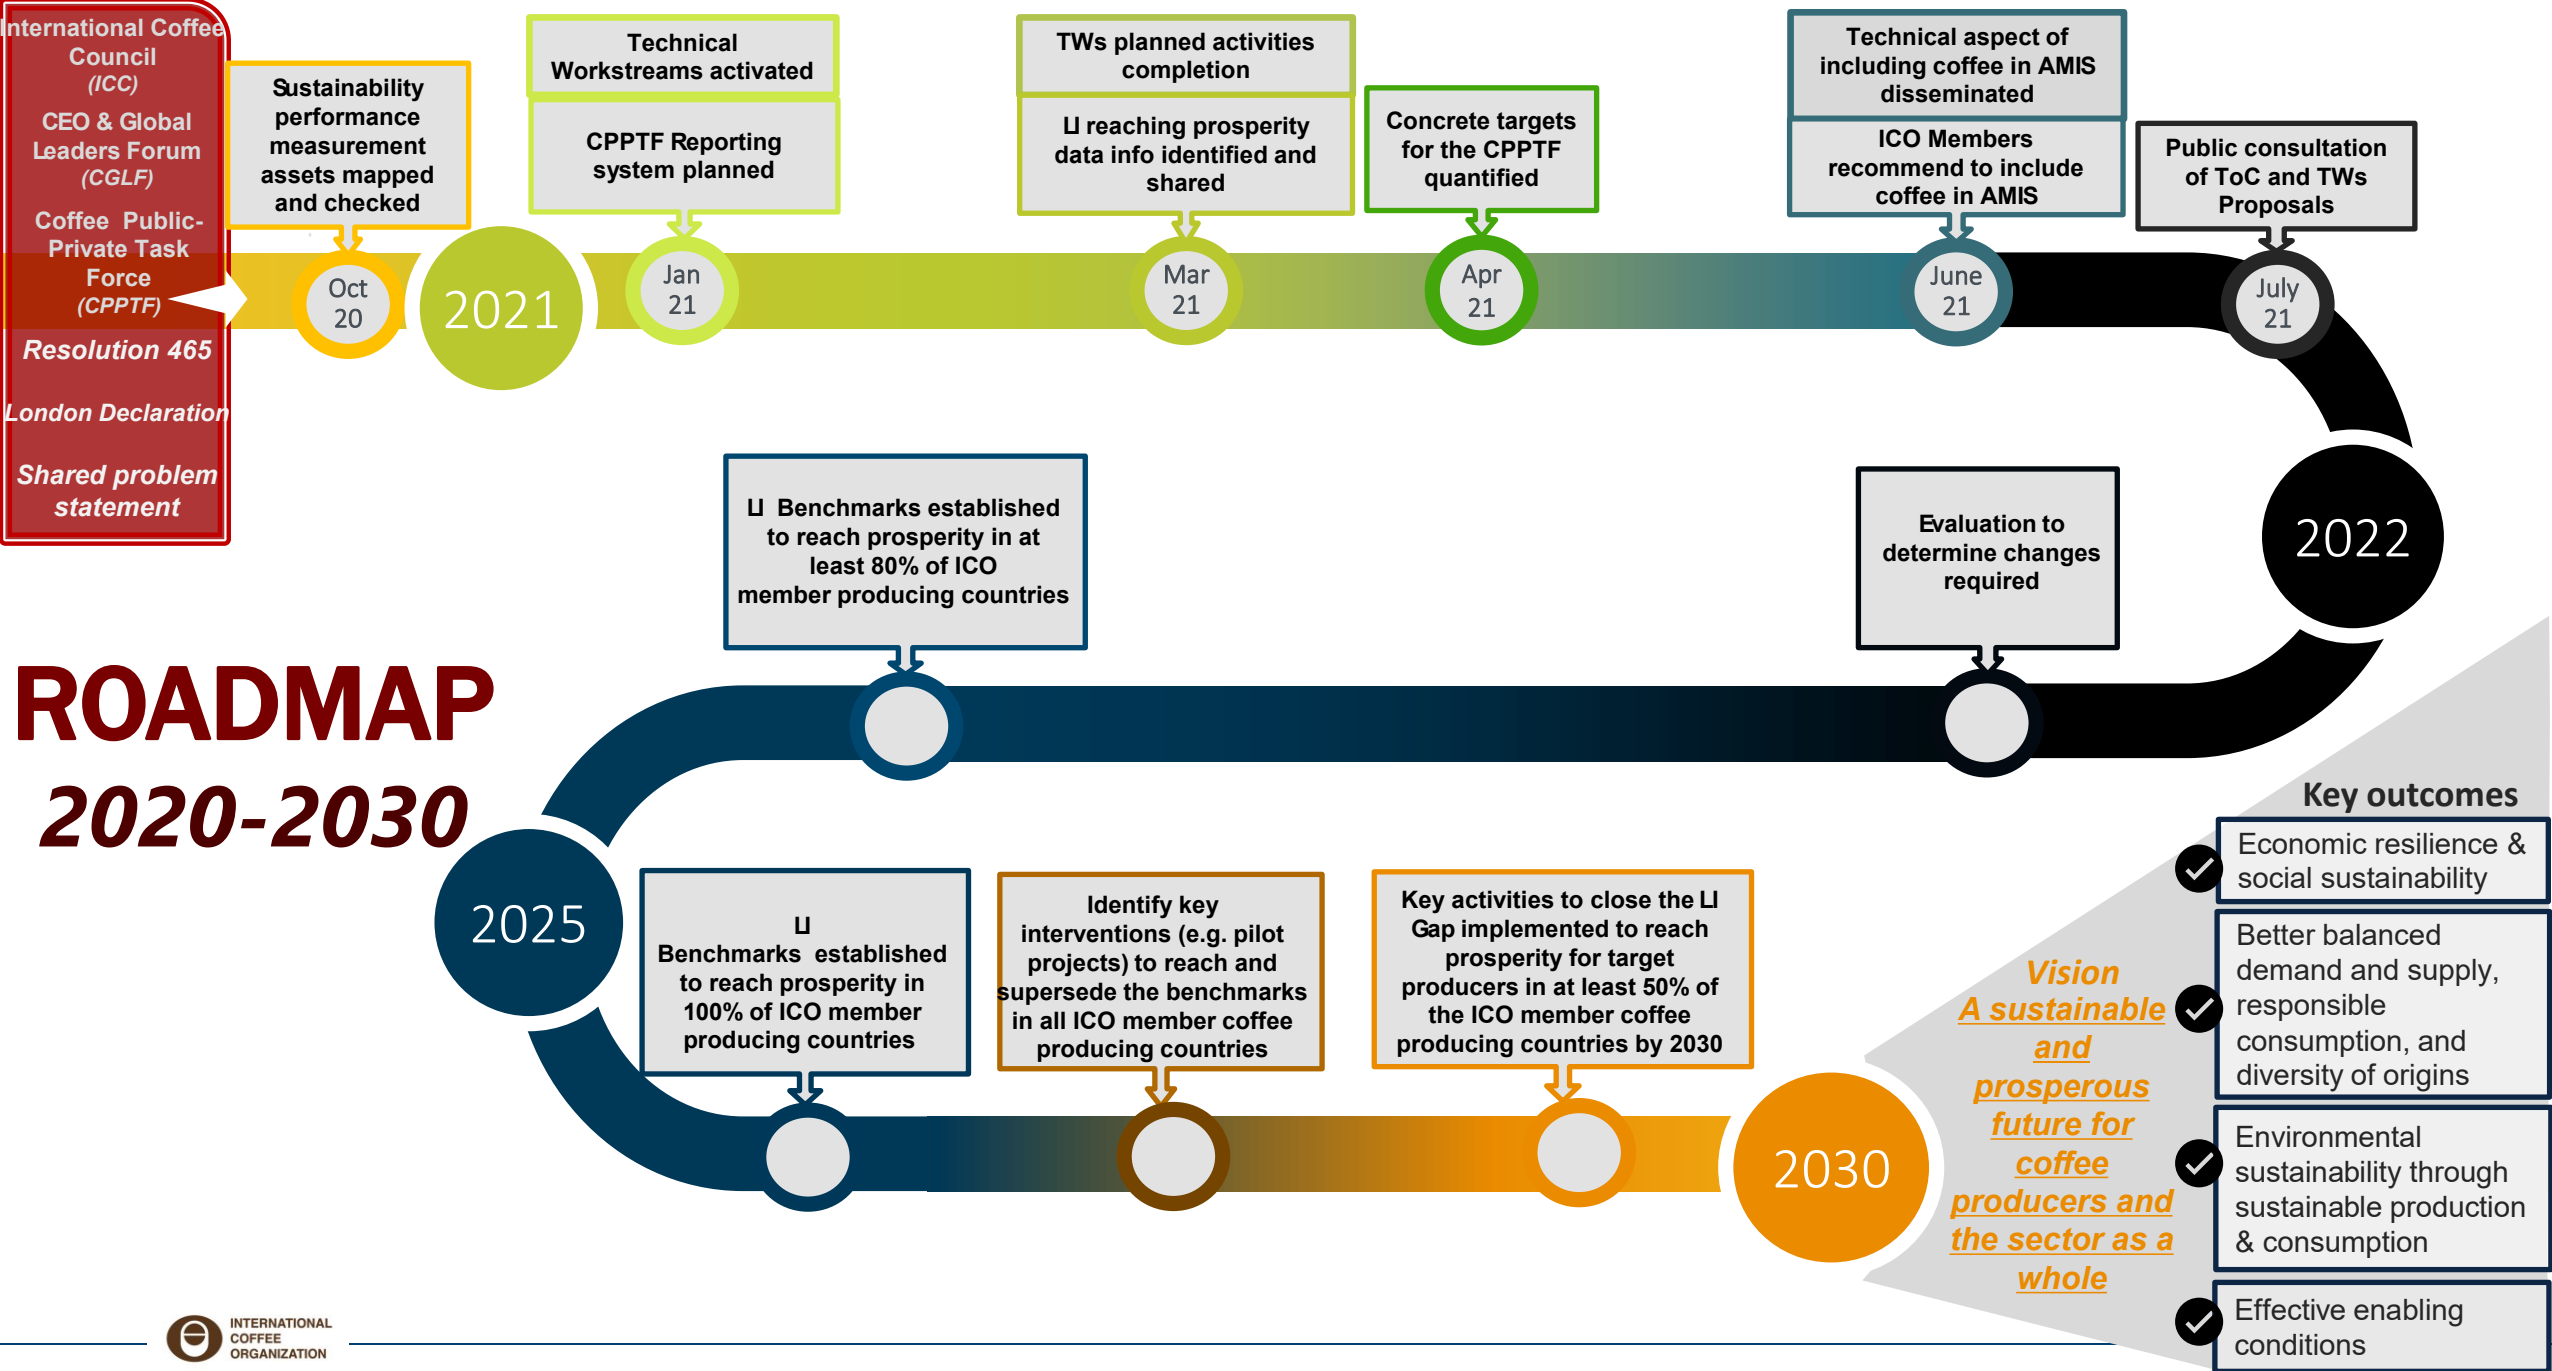 International Coffee
Council
(ICC)
CEO & Global
Leaders Forum
(CGLF)
Coffee Public-
Private Task
Force
(CPPTF)
Resolution 465
London Declaration
Shared problem
statement
Sustainability
performance
measurement
assets mapped
and checked
Oct
20
2021
Technical
Workstreams activated
CPPTF Reporting
system planned
Jan
21
TWs planned activities
completion
LI reaching prosperity
data info identified and
shared
Mar
21
Concrete targets
for the CPPTF
quantified
Apr
21
Technical aspect of
including coffee in AMIS
disseminated
ICO Members
recommend to include
coffee in AMIS
June
21
Public consultation
of ToC and TWs
Proposals
July
21
2022
Evaluation to
determine changes
required
LI Benchmarks established
to reach prosperity in at
least 80% of ICO
member producing countries
ROADMAP
2020-2030
2025
LI
Benchmarks established
to reach prosperity in
100% of ICO member
producing countries
Identify key
interventions (e.g. pilot
projects) to reach and
supersede the benchmarks
in all ICO member coffee
producing countries
Key activities to close the LI
Gap implemented to reach
prosperity for target
producers in at least 50% of
the ICO member coffee
producing countries by 2030
2030
Vision
A sustainable
and
prosperous
future for
coffee
producers and
the sector as a
whole
Key outcomes
Economic resilience &
social sustainability
Better balanced
demand and supply,
responsible
consumption, and
diversity of origins
Environmental
sustainability through
sustainable production
& consumption
Effective enabling
conditions
INTERNATIONAL
COFFEE
ORGANIZATION